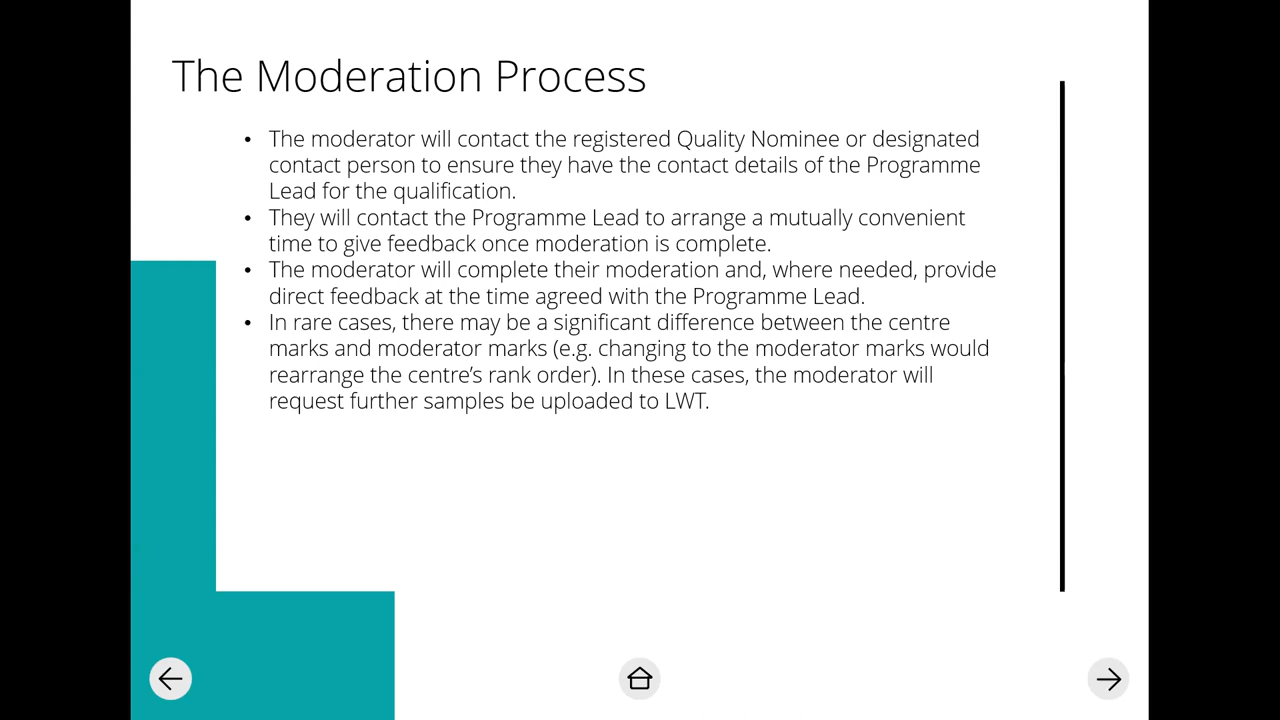 The Moderation Process
• The moderator will contact the registered Quality Nominee or designated
contact person to ensure they have the contact details of the Programme
Lead for the qualification.
• They will contact the Programme Lead to arrange a mutually convenient
time to give feedback once moderation is complete.
• The moderator will complete their moderation and, where needed, provide
direct feedback at the time agreed with the Programme Lead.
• In rare cases, there may be a significant difference between the centre
marks and moderator marks (e.g. changing to the moderator marks would
rearrange the centre’s rank order). In these cases, the moderator will
request further samples be uploaded to LWT.